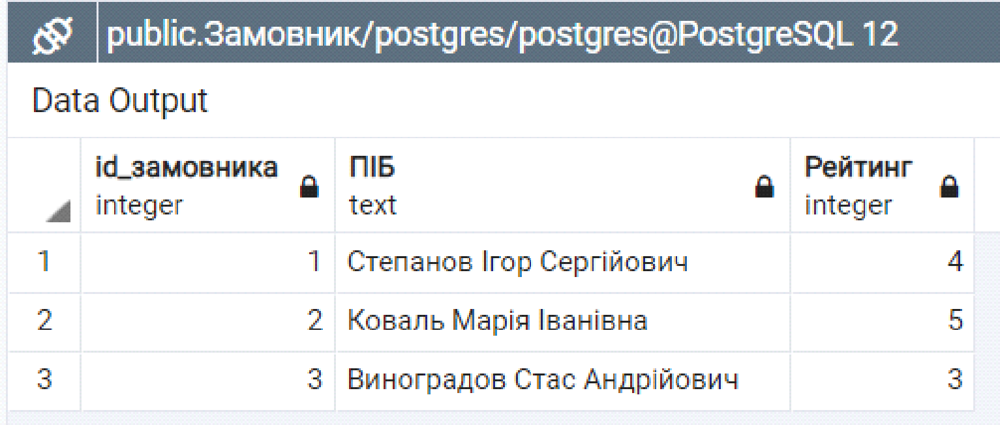 public.Замовник/postgres/postgres@PostgreSQL 12
Data Output
id_замовника ПІБ Рейтинг
integer text integer
1 1 Степанов Ігор Сергійович 4
2 2 Коваль Марія Іванівна 5
3 3 Виноградов Стас Андрійович 3